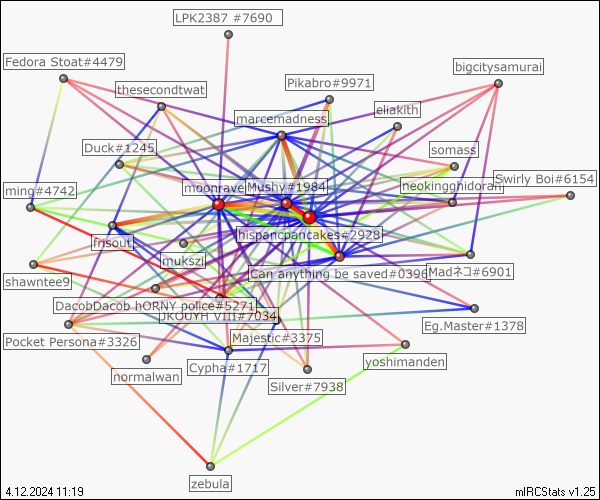 LPK2387 #7690
Fedora Stoat#4479
bigcitysamurai
thesecondtwat
Pikabro#9971
eliakith
marcemadness
Duck#1245
somass
Swirly Boi#6154
ming#4742
moonrave
Mushy#1984
neokingghidorah
frisout
hispancpancakes#2928
mukszi
shawntee9
Can anything be saved#0396
Madネコ#6901
DacobDacob hORNY police#5271
JKOUYH VIII#7034
Eg.Master#1378
Pocket Persona#3326
Majestic#3375
Cypha#1717
yoshimanden
normalwan
Silver#7938
zebula
4.12.2024 11:19
mIRCStats v1.25